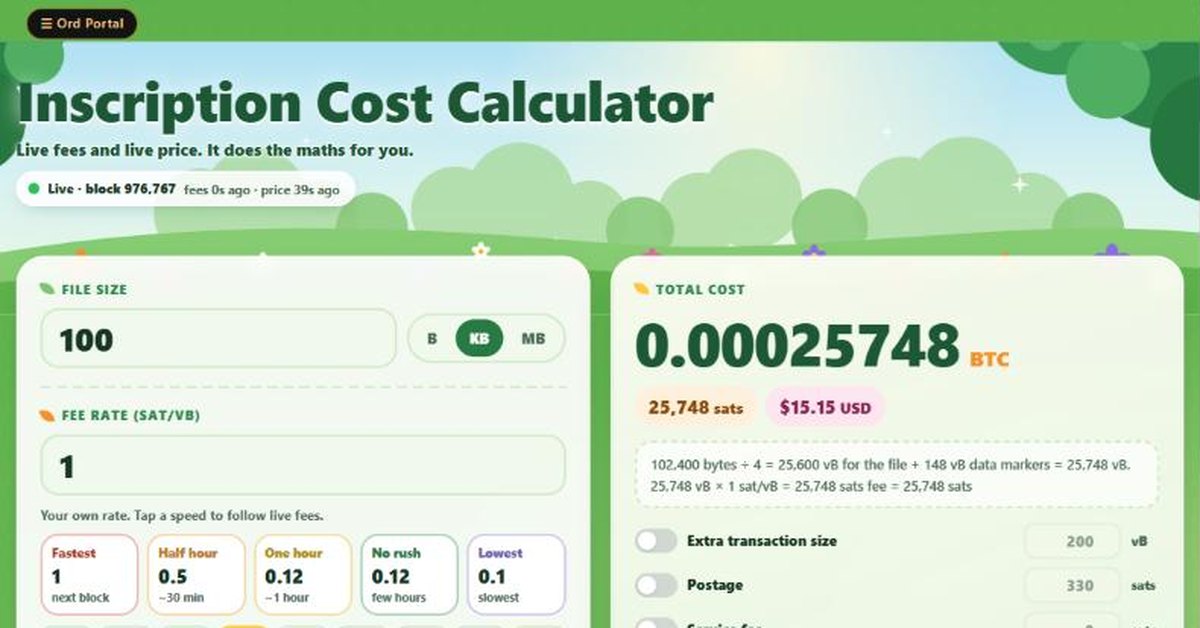 ☰ Ord Portal
Inscription Cost Calculator
Live fees and live price. It does the maths for you.
Live · block 976,767 fees 0s ago · price 39s ago
FILE SIZE
100
B KB MB
FEE RATE (SAT/VB)
1
Your own rate. Tap a speed to follow live fees.
Fastest
1
next block
Half hour
0.5
~30 min
One hour
0.12
~1 hour
No rush
0.12
few hours
Lowest
0.1
slowest
TOTAL COST
0.00025748 BTC
25,748 sats $15.15 USD
102,400 bytes ÷ 4 = 25,600 vB for the file + 148 vB data markers = 25,748 vB.
25,748 vB × 1 sat/vB = 25,748 sats fee = 25,748 sats
Extra transaction size 200 vB
Postage 330 sats